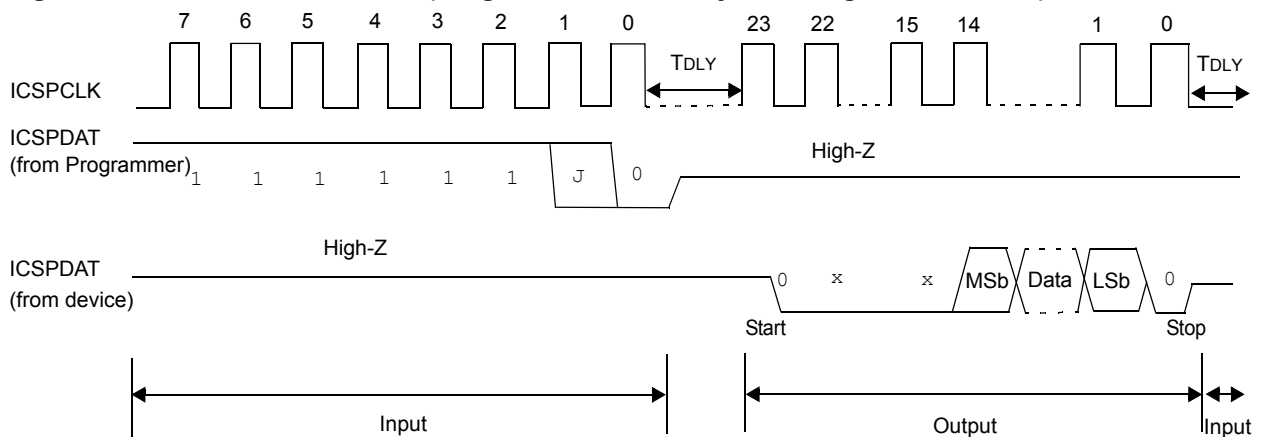 7 6 5 4 3 2 1 0 23 22 15 14 1 0
TDLY TDLY
ICSPCLK
ICSPDAT
(from Programmer)
High-Z
1 1 1 1 1 1 J 0
High-Z
ICSPDAT
(from device)
0 x x MSb Data LSb 0
Start Stop
Input Output Input